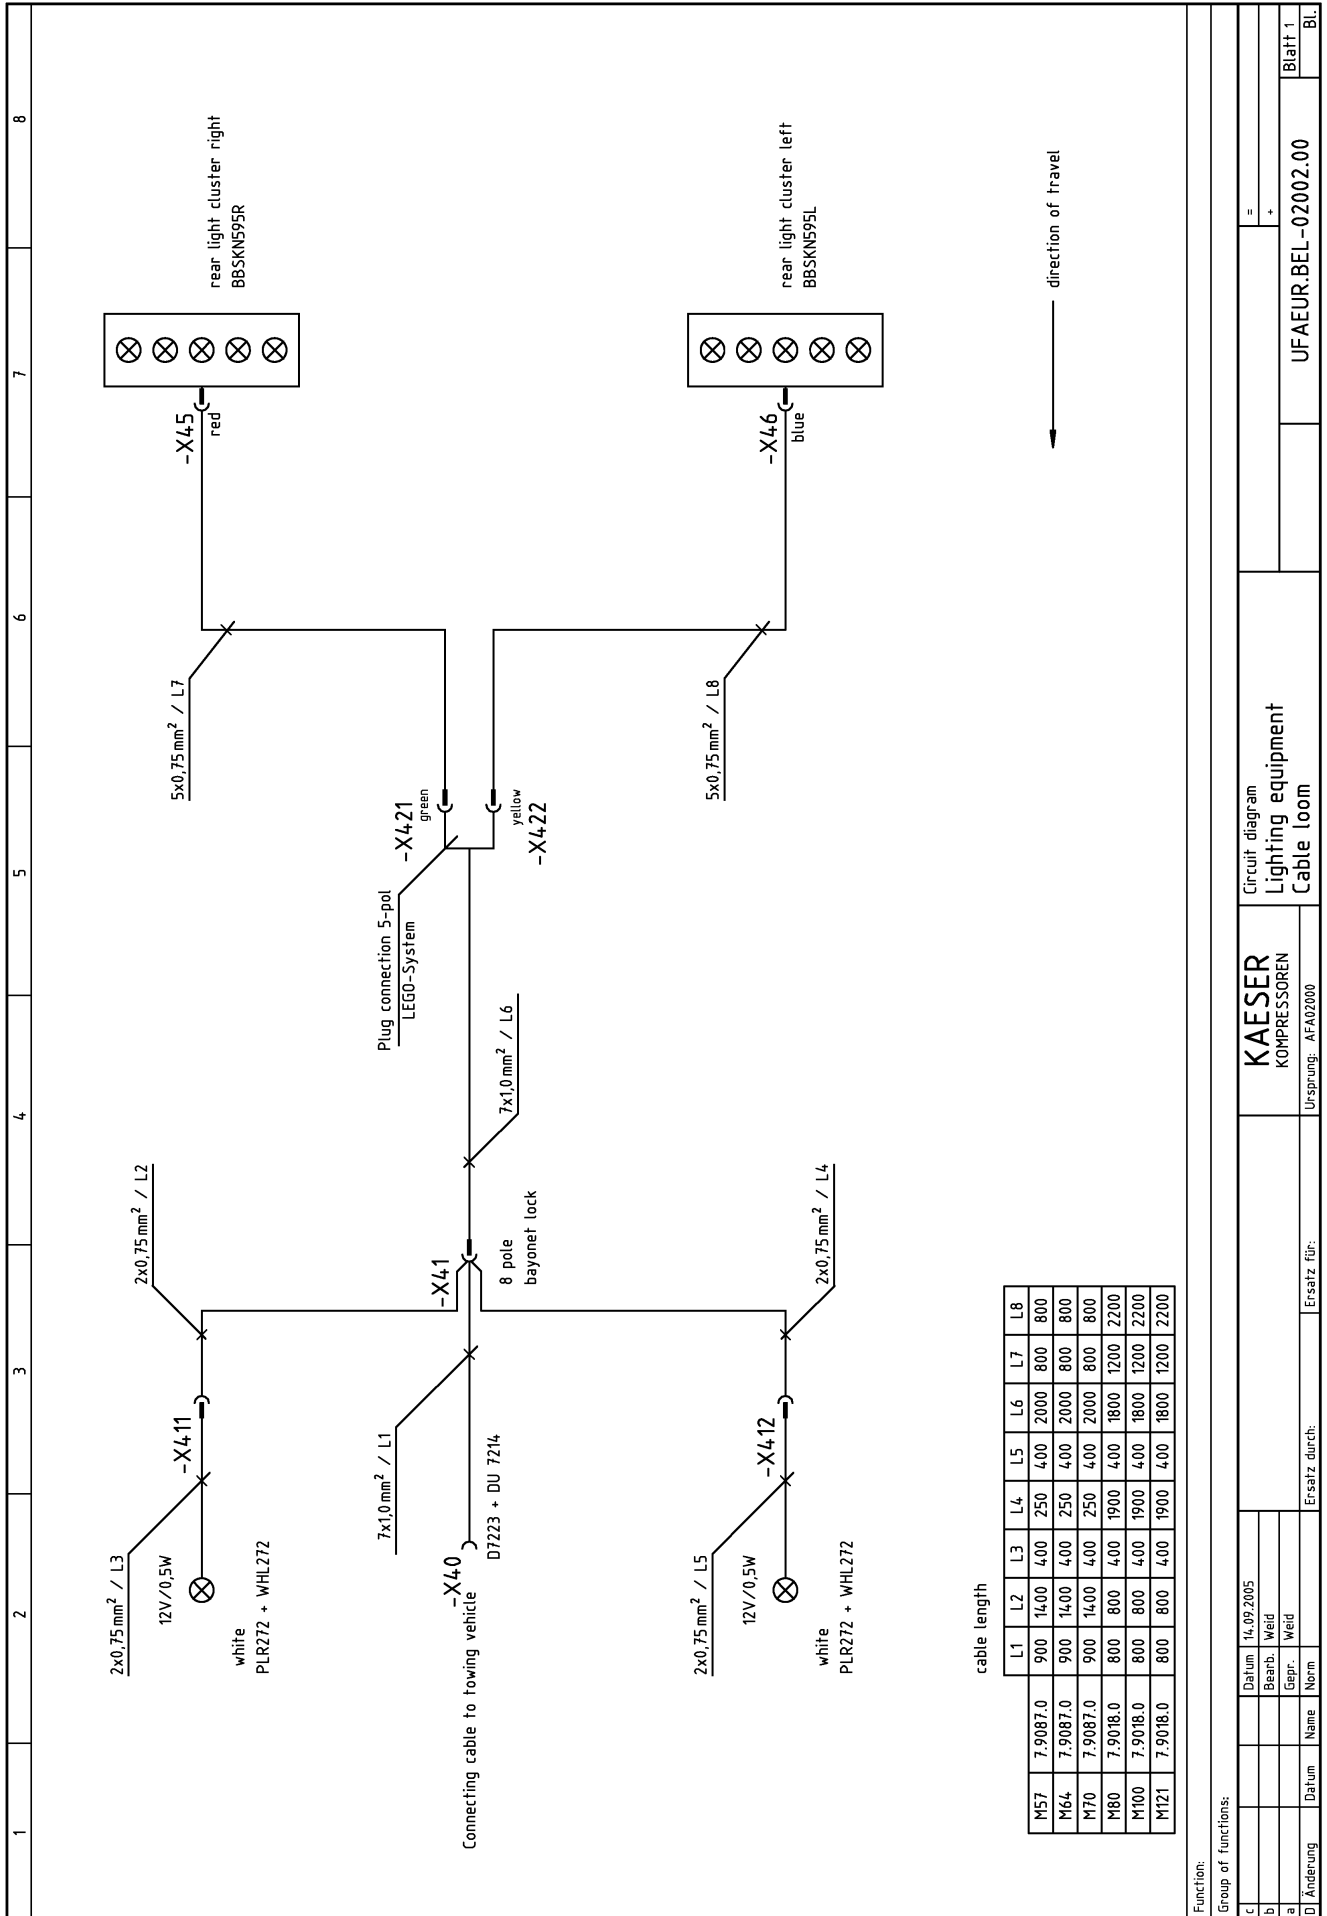 1
2
3
4
5
6
7
8
2x0,75mm² / L3
12V/0,5W
white
PLR272 + WHL272
-X411
2x0,75mm² / L2
-X45
red
rear light cluster right
BBSKN595R
5x0,75mm² / L7
7x1,0mm² / L1
-X40
Connecting cable to towing vehicle
D7223 + DU 7214
-X41
8 pole
bayonet lock
7x1,0mm² / L6
Plug connection 5-pol
LEGO-System
-X421
green
yellow
-X422
2x0,75mm² / L5
12V/0,5W
white
PLR272 + WHL272
-X412
2x0,75mm² / L4
5x0,75mm² / L8
-X46
blue
rear light cluster left
BBSKN595L
direction of travel
cable length
L1 L2 L3 L4 L5 L6 L7 L8
M57 7.9087.0 900 1400 400 250 400 2000 800 800
M64 7.9087.0 900 1400 400 250 400 2000 800 800
M70 7.9087.0 900 1400 400 250 400 2000 800 800
M80 7.9018.0 800 800 400 1900 400 1800 1200 2200
M100 7.9018.0 800 800 400 1900 400 1800 1200 2200
M121 7.9018.0 800 800 400 1900 400 1800 1200 2200
Function:
Group of functions:
c
b
a
D Änderung Datum Name
Datum 14.09.2005
Bearb. Weid
Gepr. Weid
Norm
Ersatz durch:
Ersatz für:
KAESER
KOMPRESSOREN
Ursprung: AFA02000
Circuit diagram
Lighting equipment
Cable loom
=
+
UFAEUR.BEL-02002.00
Blatt 1
Bl.